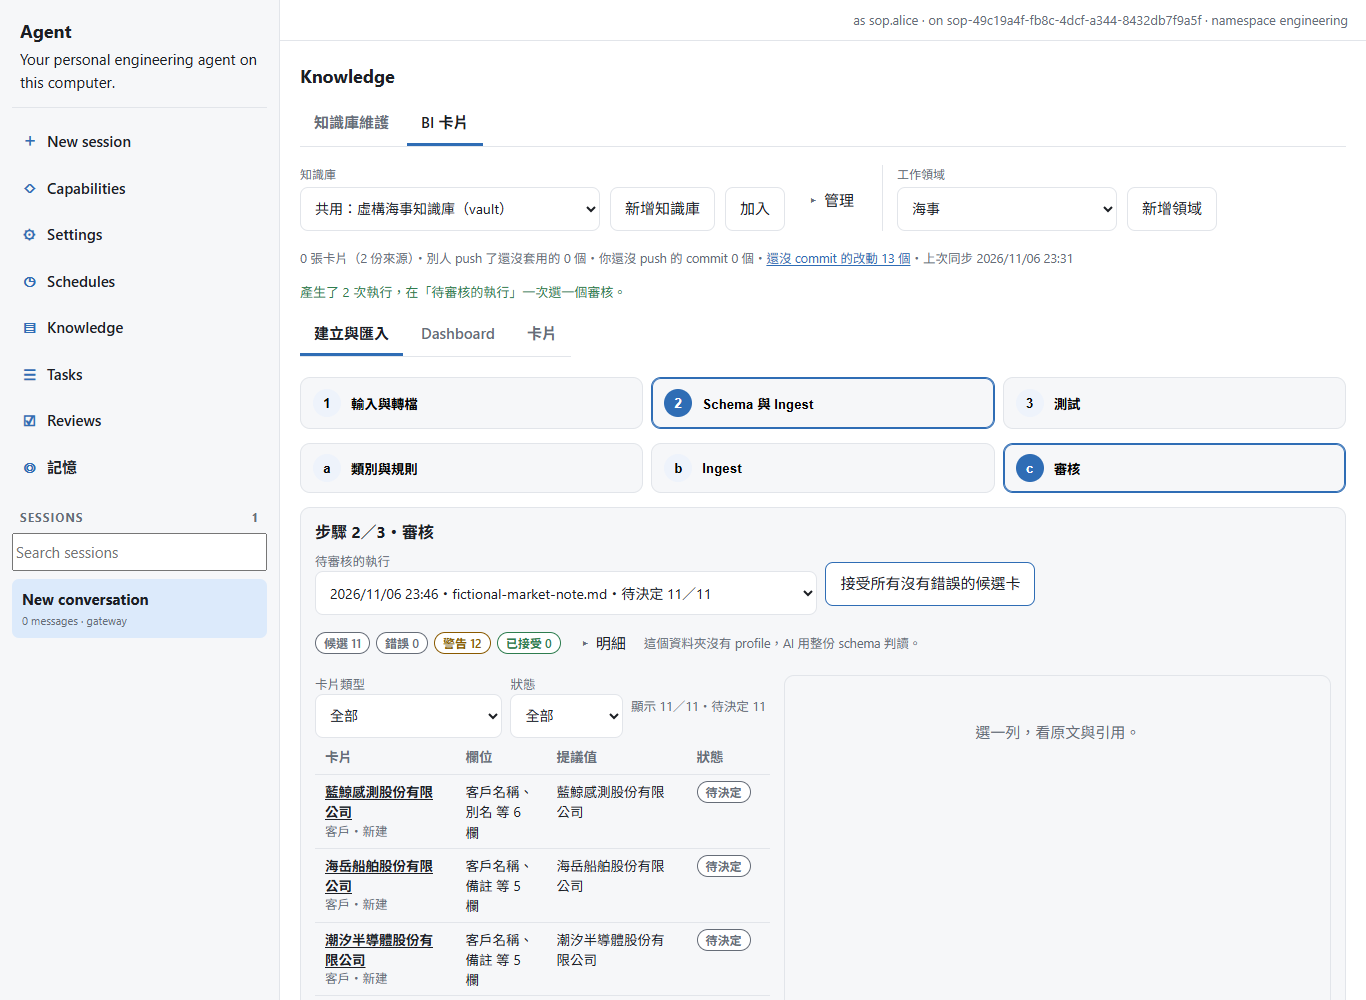 Agent
Your personal engineering agent on
this computer.
+ New session
Capabilities
Settings
Schedules
Knowledge
Tasks
Reviews
記憶
SESSIONS 1
Search sessions
New conversation
0 messages · gateway
as sop.alice · on sop-49c19a4f-fb8c-4dcf-a344-8432db7f9a5f · namespace engineering
Knowledge
知識庫維護 BI 卡片
知識庫 工作領域
共用：虛構海事知識庫（vault） 新增知識庫 加入 ▸ 管理 海事 新增領域
0 張卡片（2 份來源）・別人 push 了還沒套用的 0 個・你還沒 push 的 commit 0 個・還沒 commit 的改動 13 個・上次同步 2026/11/06 23:31
產生了 2 次執行，在「待審核的執行」一次選一個審核。
建立與匯入 Dashboard 卡片
1 輸入與轉檔 2 Schema 與 Ingest 3 測試
a 類別與規則 b Ingest c 審核
步驟 2／3・審核
待審核的執行
2026/11/06 23:46・fictional-market-note.md・待決定 11／11 接受所有沒有錯誤的候選卡
候選 11 錯誤 0 警告 12 已接受 0 ▸ 明細 這個資料夾沒有 profile，AI 用整份 schema 判讀。
卡片類型 狀態
全部 全部 顯示 11／11・待決定 11
選一列，看原文與引用。
卡片 欄位 提議值 狀態
藍鯨感測股份有限 客戶名稱、 藍鯨感測股份有限 待決定
公司 別名 等 6 公司
客戶・新建 欄
海岳船舶股份有限 客戶名稱、 海岳船舶股份有限 待決定
公司 備註 等 5 公司
客戶・新建 欄
潮汐半導體股份有 客戶名稱、 潮汐半導體股份有 待決定
限公司 備註 等 5 限公司
客戶・新建 欄